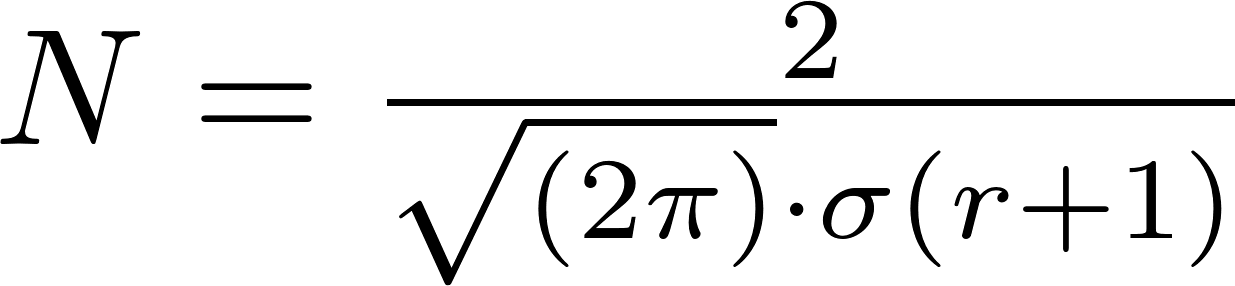 N = 2 / √(2π) · σ(r+1)